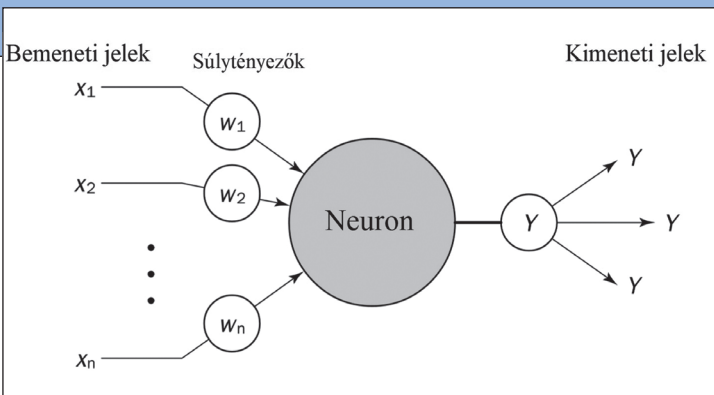 Bemeneti jelek
Súlytényezők
Kimeneti jelek
x1
w1
x2
w2
Neuron
Y
Y
Y
Y
wn
xn